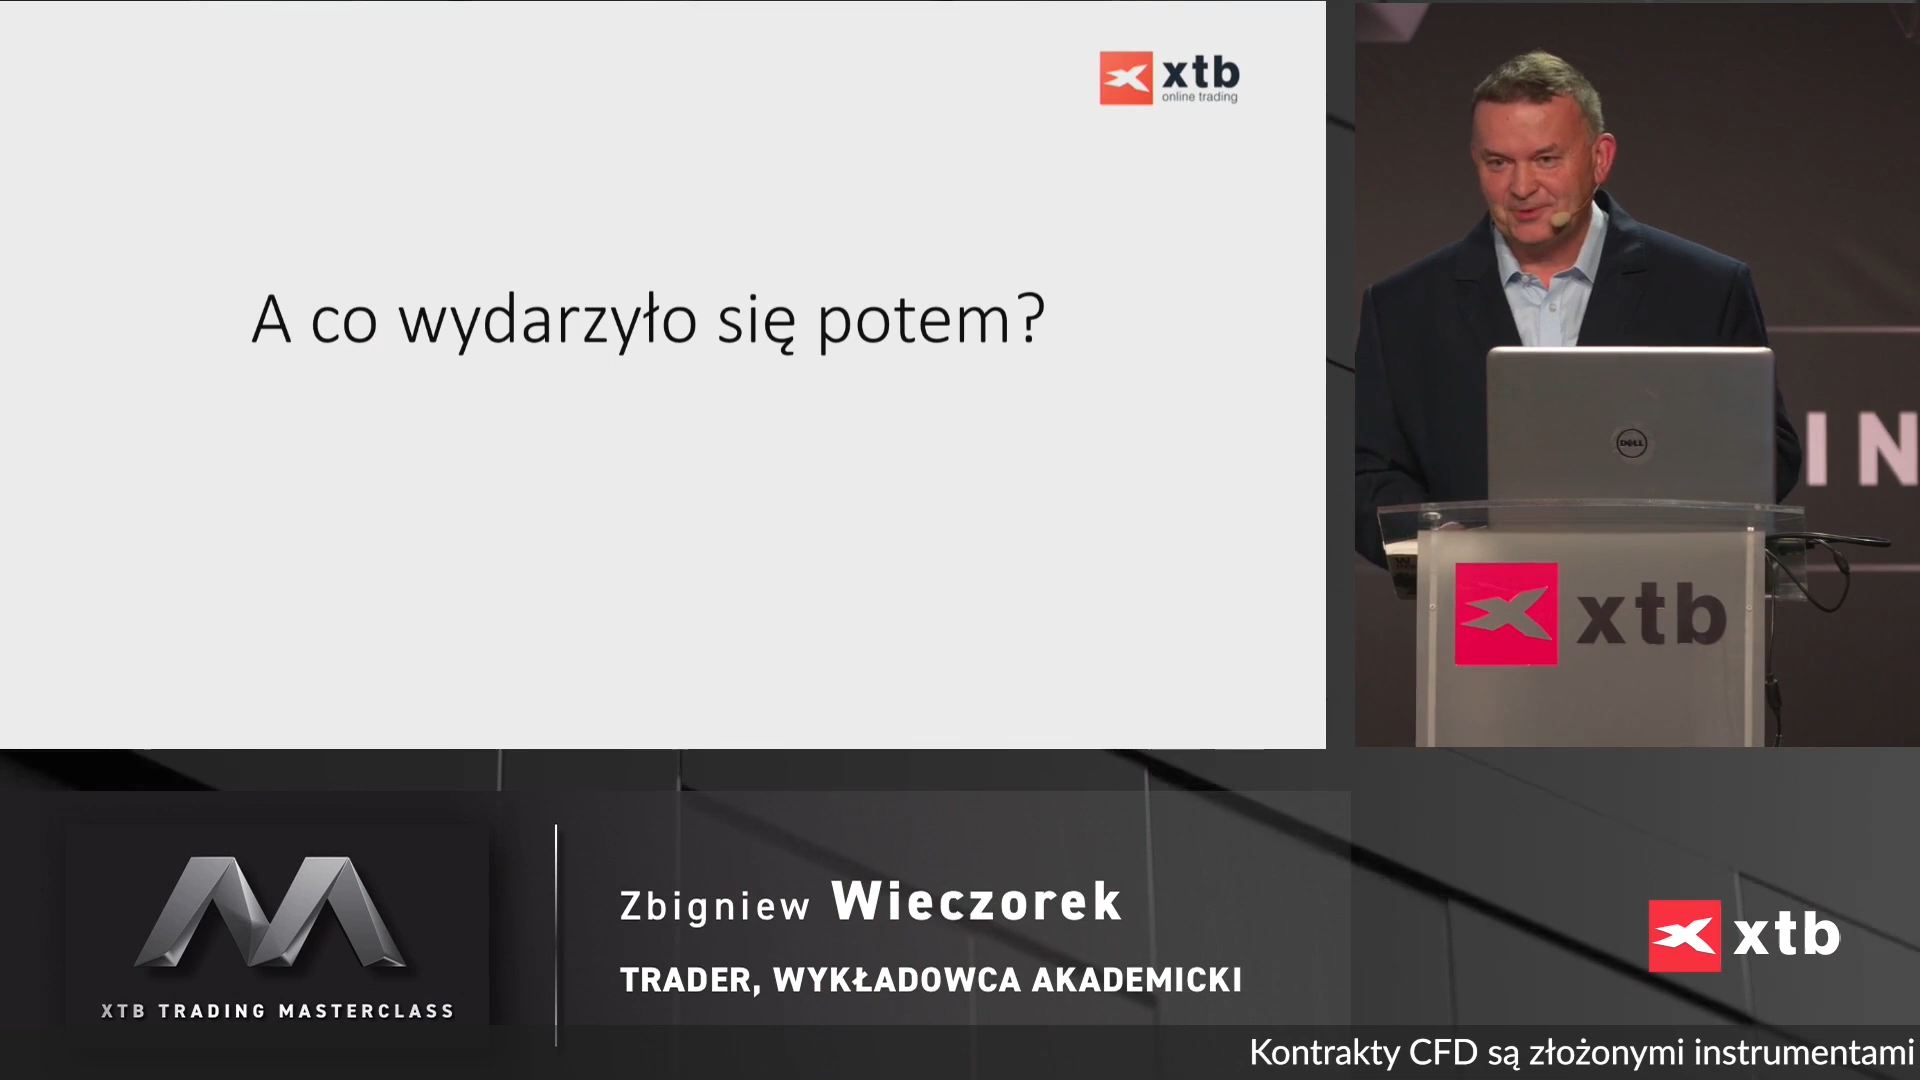 xtb
online trading
A co wydarzyło się potem?
IN
DELL
xtb
Zbigniew Wieczorek
TRADER, WYKŁADOWCA AKADEMICKI
XTB TRADING MASTERCLASS
xtb
Kontrakty CFD są złożonymi instrumentami